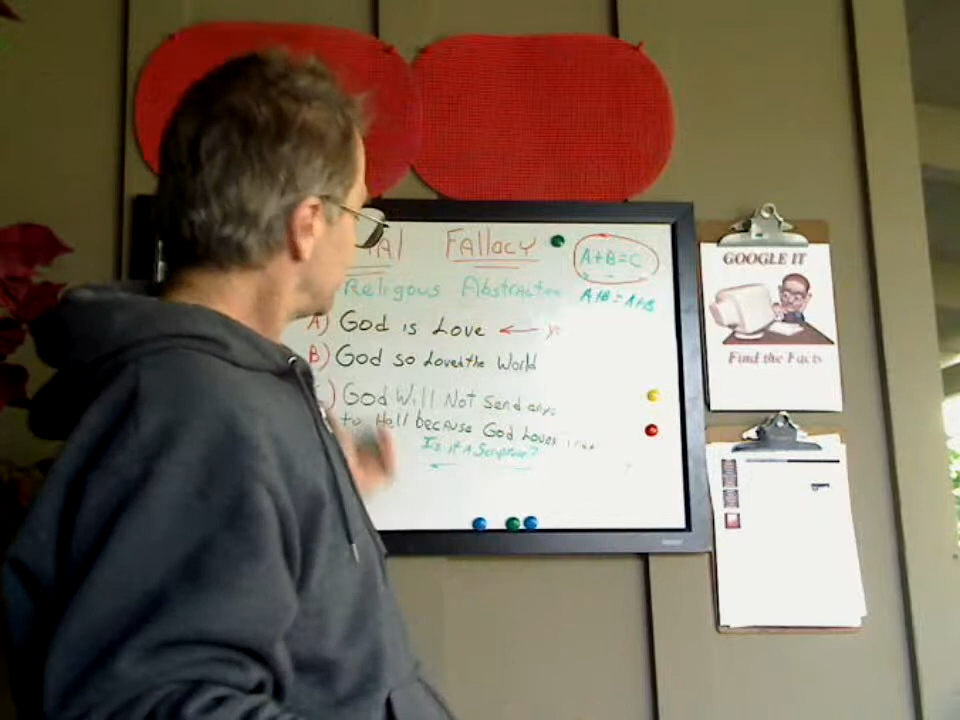 Fallacy
A+B=C
Religous Abstraction
A+B = A+B
A) God is Love ←
B) God so Loved the World
God Will Not Send
to Hell because God Loves
Is it A Scripture?
GOOGLE IT
Find the Facts